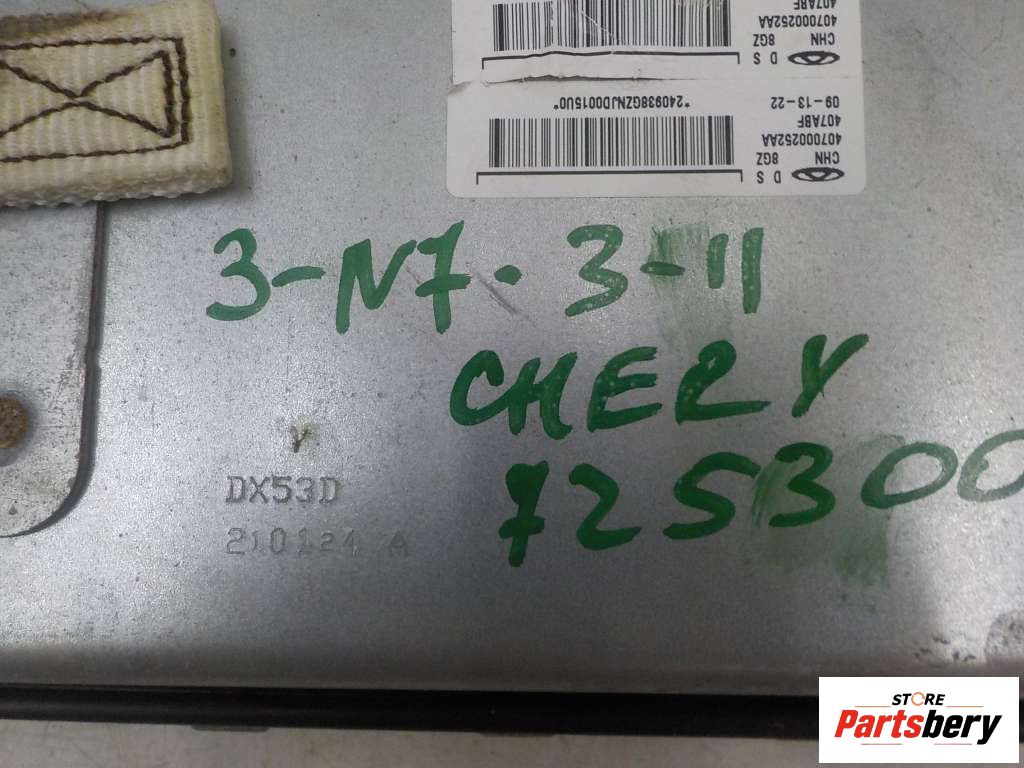 407ABF
407000252AA
CHN 8GZ
D S
*240938GZNJD0015U0*
09-13-22
407ABF
407000252AA
CHN 8GZ
D S
3-N7. 3-11
CHERY
725300
DX53D
210124 A
STORE
Partsbery